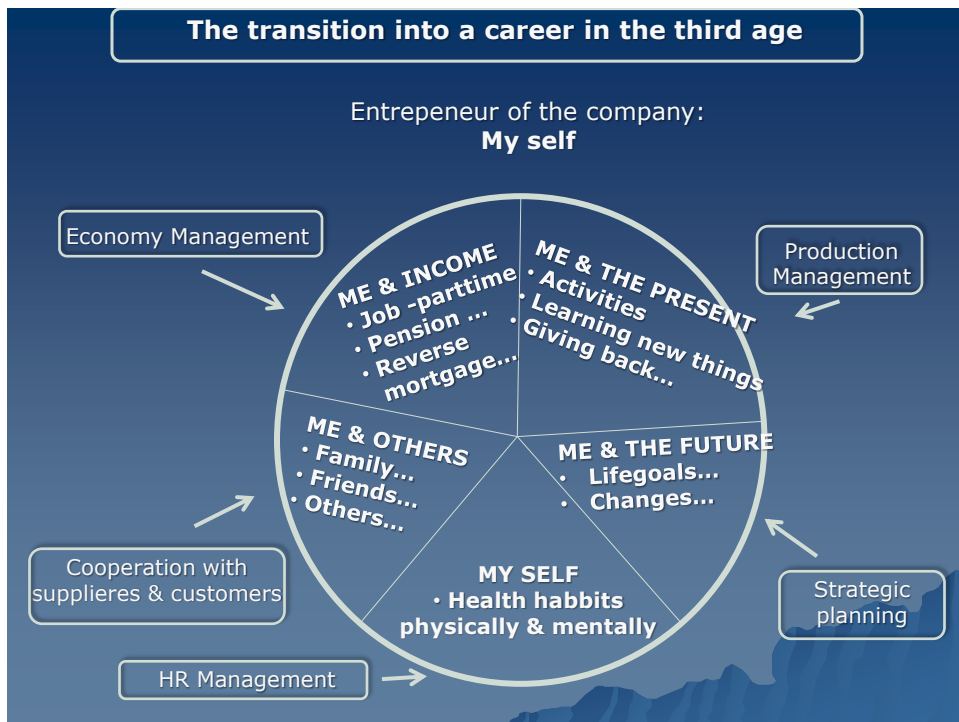 The transition into a career in the third age
Entrepeneur of the company:
My self
Economy Management
Production
Management
ME & INCOME
• Job –parttime
• Pension ...
• Reverse
mortgage...
ME & THE PRESENT
• Activities
• Learning new things
• Giving back...
ME & OTHERS
• Family...
• Friends...
• Others...
ME & THE FUTURE
• Lifegoals...
• Changes...
MY SELF
• Health habbits
physically & mentally
Cooperation with
supplieres & customers
Strategic
planning
HR Management